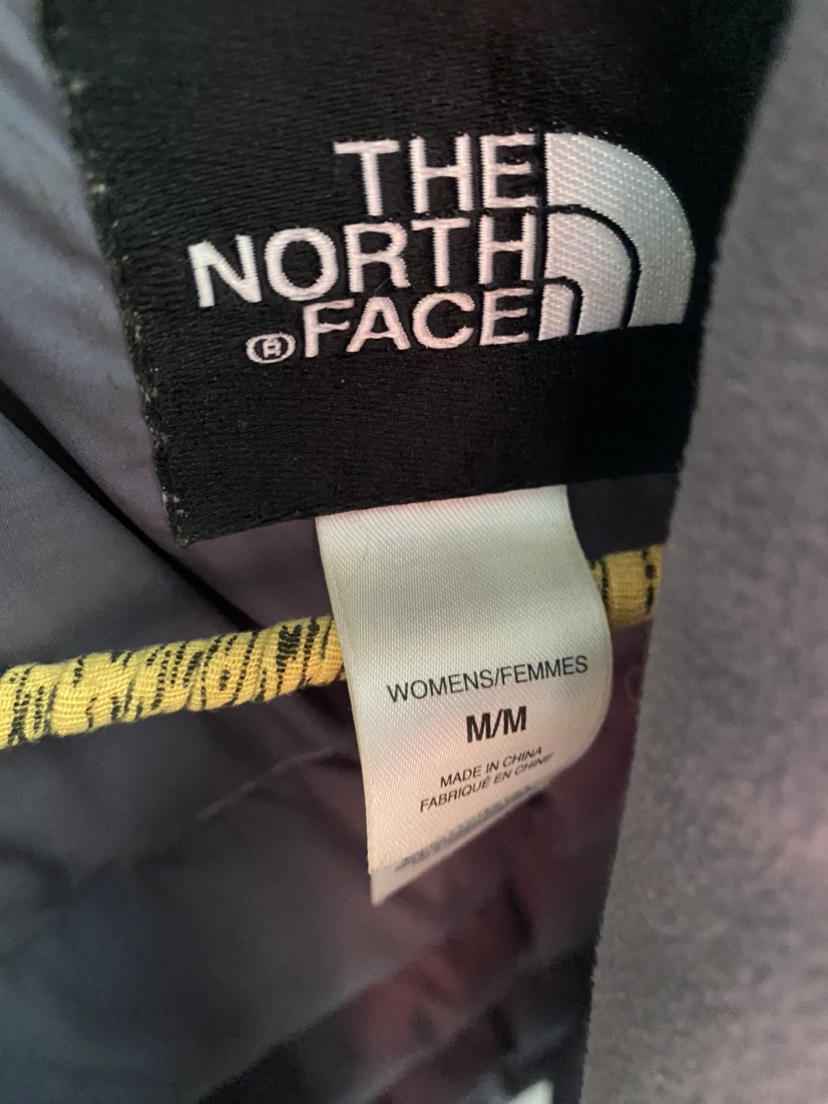 THE
NORTH
®FACE
WOMENS/FEMMES
M/M
MADE IN CHINA
FABRIQUÉ EN CHINE